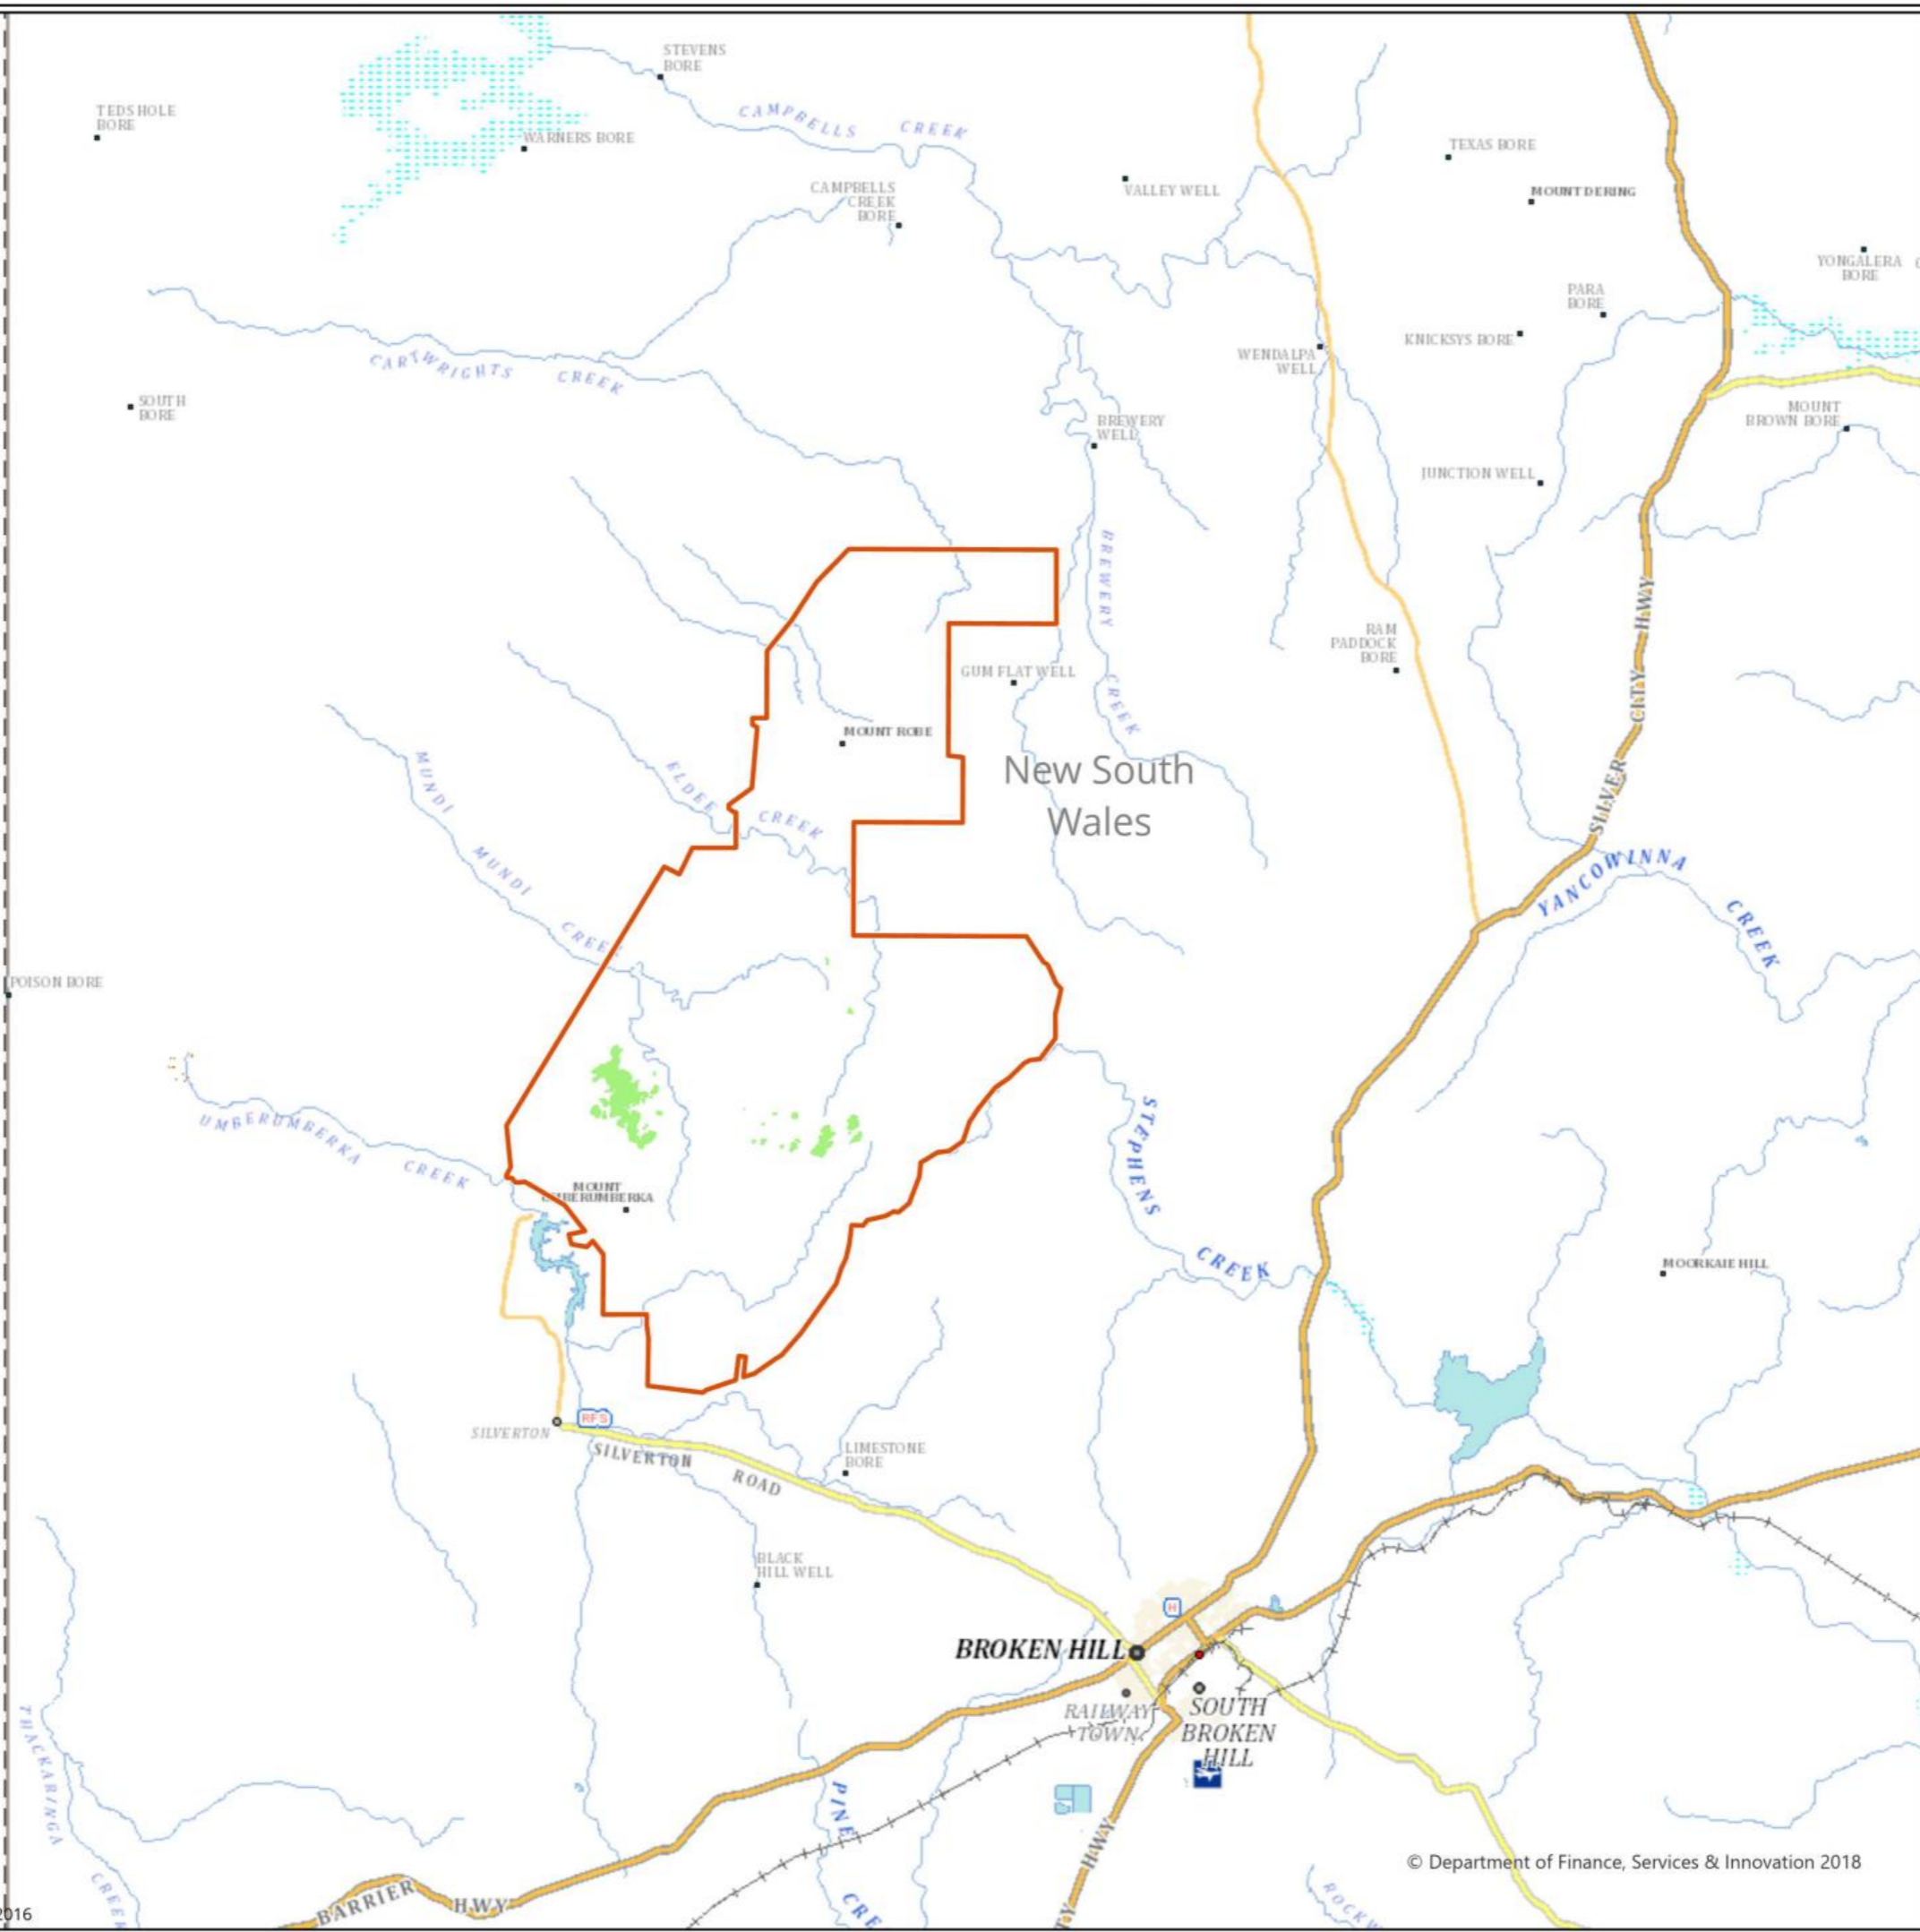 STEVENS
BORE
TEDS HOLE
BORE
CAMPBELLS CREEK
WARNERS BORE
TEXAS BORE
CAMPBELLS
CREEK
BORE
VALLEY WELL
MOUNT DERING
YONGALERA
BORE
PARA
BORE
KNICKSYS BORE
WENDALPA
WELL
CARTWRIGHTS CREEK
SOUTH
BORE
MOUNT
BROWN BORE
BREWERY
WELL
JUNCTION WELL
BREWERY CREEK
RAM
PADDOCK
BORE
SILVER CITY HWY
GUM FLAT WELL
MOUNT ROBE
New South
Wales
ELDEE CREEK
MUNDI MUNDI CREEK
YANCOWINNA CREEK
POISON BORE
UMBERUMBERKA CREEK
STEPHENS CREEK
MOUNT
UMBERUMBERKA
MOORKAIE HILL
SILVERTON
RFS
SILVERTON ROAD
LIMESTONE
BORE
BLACK
HILL WELL
H
BROKEN HILL
RAILWAY
TOWN
SOUTH
BROKEN
HILL
THACKARINGA CREEK
PINE CRE
TY HWY
© Department of Finance, Services & Innovation 2018
BARRIER HWY
ROCKW
2016